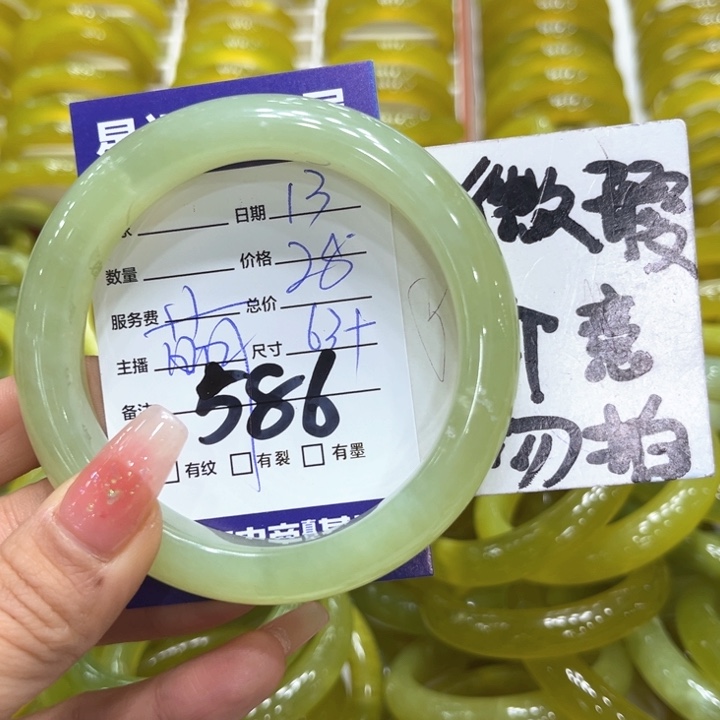 日期 13
数量 价格 28
服务费 总价
主播 萌 尺寸 63+
备注 586
有纹 有裂 有墨
微瑕
介意
勿拍